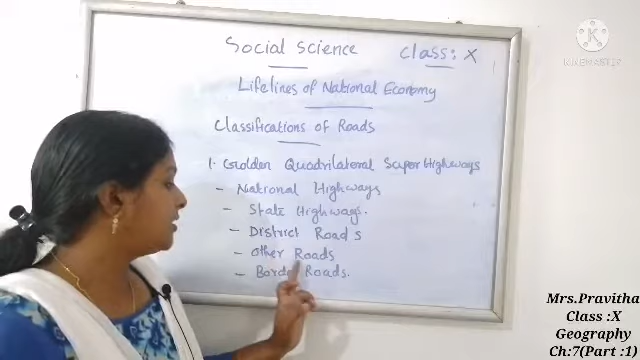 Social science
Class: X
Lifelines of National Economy
Classifications of Roads
1. Golden Quadrilateral Super Highways
- National Highways
- State Highways.
- District Roads
- Other Roads
- Border Roads.
KINEMASTER
Mrs.Pravitha
Class :X
Geography
Ch:7(Part :1)